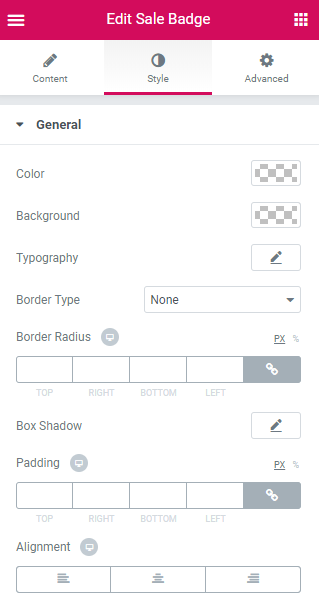 Edit Sale Badge
Content Style Advanced
General
Color
Background
Typography
Border Type None
Border Radius PX %
TOP RIGHT BOTTOM LEFT
Box Shadow
Padding PX %
TOP RIGHT BOTTOM LEFT
Alignment